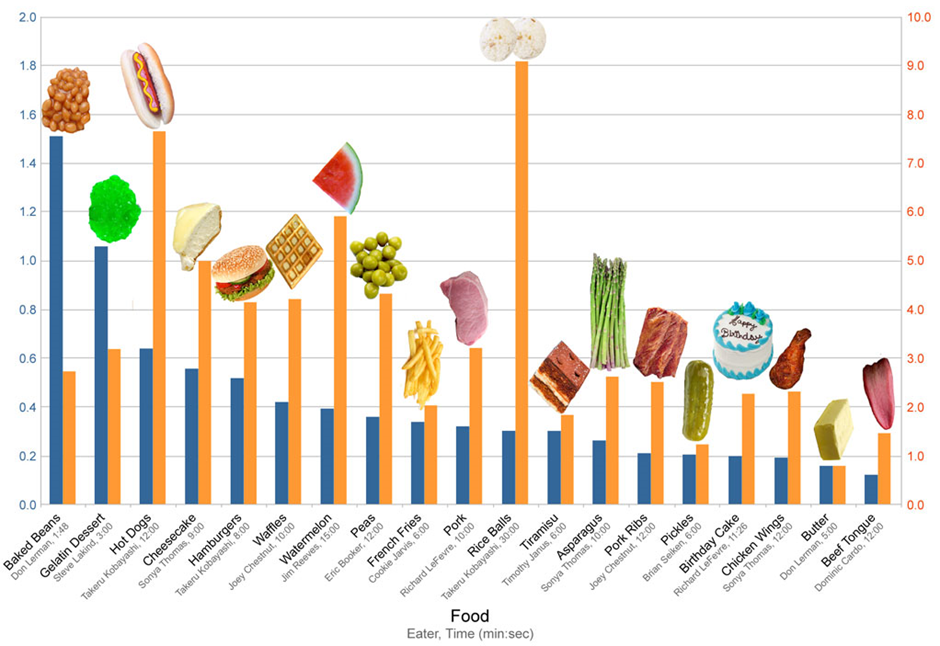 2.0
1.8
1.6
1.4
1.2
1.0
0.8
0.6
0.4
0.2
0.0
10.0
9.0
8.0
7.0
6.0
5.0
4.0
3.0
2.0
1.0
0.0
Happy
Birthday
Baked Beans
Don Lerman, 1:48
Gelatin Dessert
Steve Lakind, 3:00
Hot Dogs
Takeru Kobayashi, 12:00
Cheesecake
Sonya Thomas, 9:00
Hamburgers
Takeru Kobayashi, 8:00
Waffles
Joey Chestnut, 10:00
Watermelon
Jim Reeves, 15:00
Peas
Eric Booker, 12:00
French Fries
Cookie Jarvis, 6:00
Pork
Richard LeFevre, 10:00
Rice Balls
Takeru Kobayashi, 30:00
Tiramisu
Timothy Janus, 6:00
Asparagus
Sonya Thomas, 10:00
Pork Ribs
Joey Chestnut, 12:00
Pickles
Brian Seiken, 6:00
Birthday Cake
Richard LeFevre, 11:26
Chicken Wings
Sonya Thomas, 12:00
Butter
Don Lerman, 5:00
Beef Tongue
Dominic Cardo, 12:00
Food
Eater, Time (min:sec)